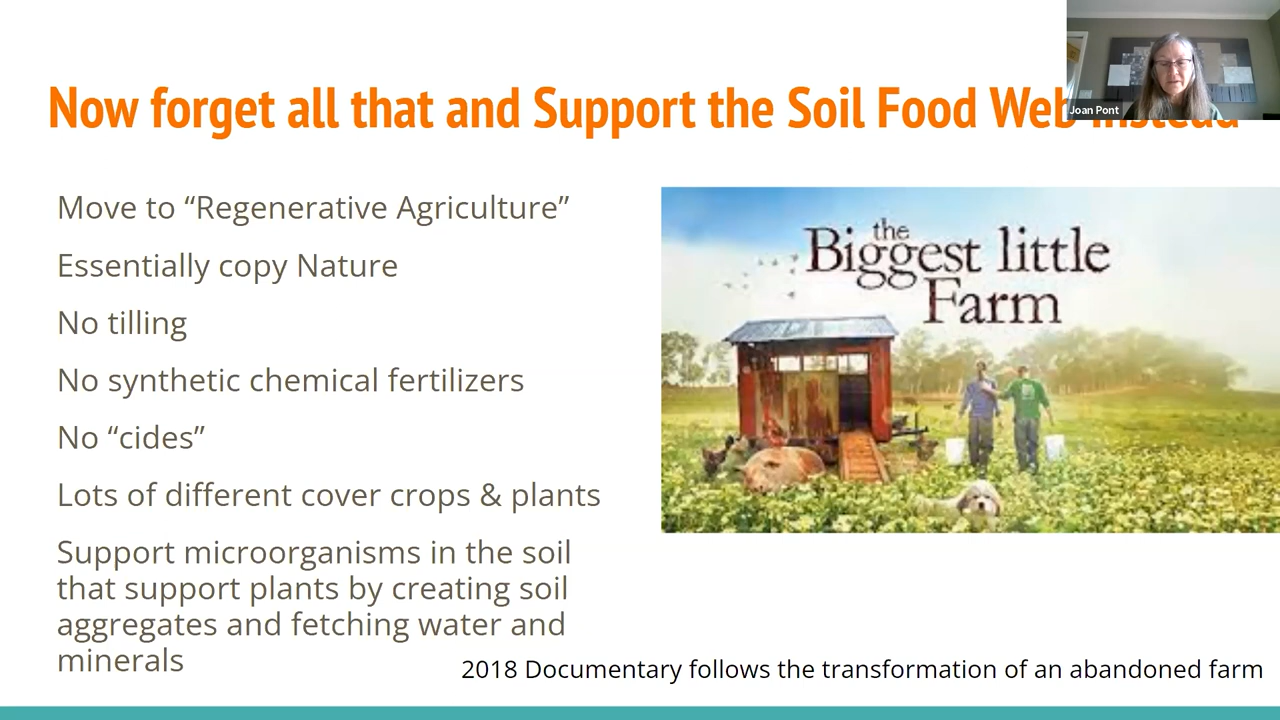 Now forget all that and Support the Soil Food Web instead
Joan Pont
Move to “Regenerative Agriculture”
Essentially copy Nature
No tilling
No synthetic chemical fertilizers
No “cides”
Lots of different cover crops & plants
Support microorganisms in the soil
that support plants by creating soil
aggregates and fetching water and
minerals
the
Biggest little
Farm
2018 Documentary follows the transformation of an abandoned farm